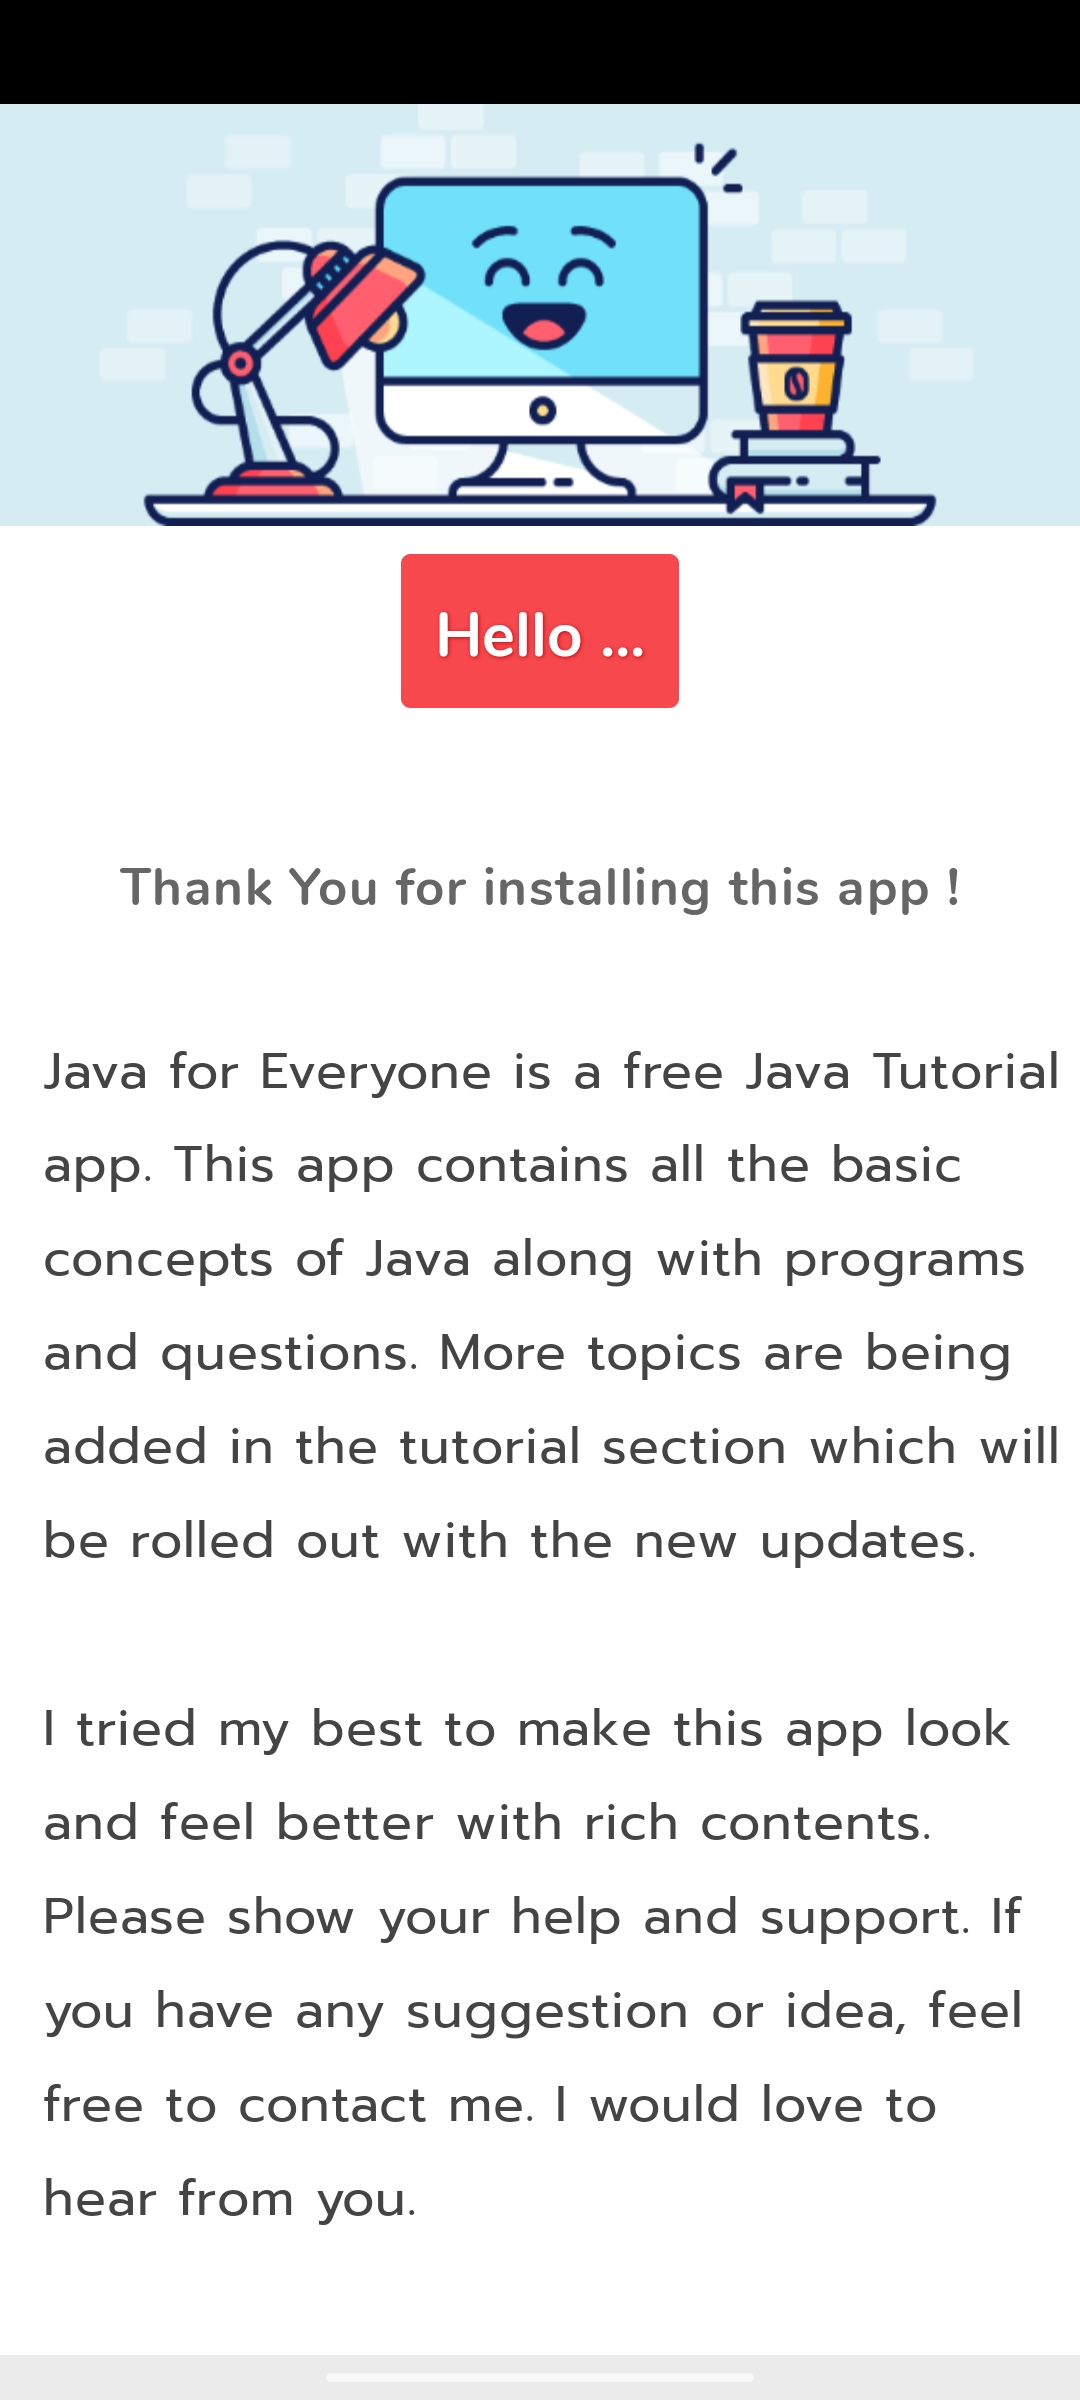 Hello ...
Thank You for installing this app !
Java for Everyone is a free Java Tutorial
app. This app contains all the basic
concepts of Java along with programs
and questions. More topics are being
added in the tutorial section which will
be rolled out with the new updates.
I tried my best to make this app look
and feel better with rich contents.
Please show your help and support. If
you have any suggestion or idea, feel
free to contact me. I would love to
hear from you.